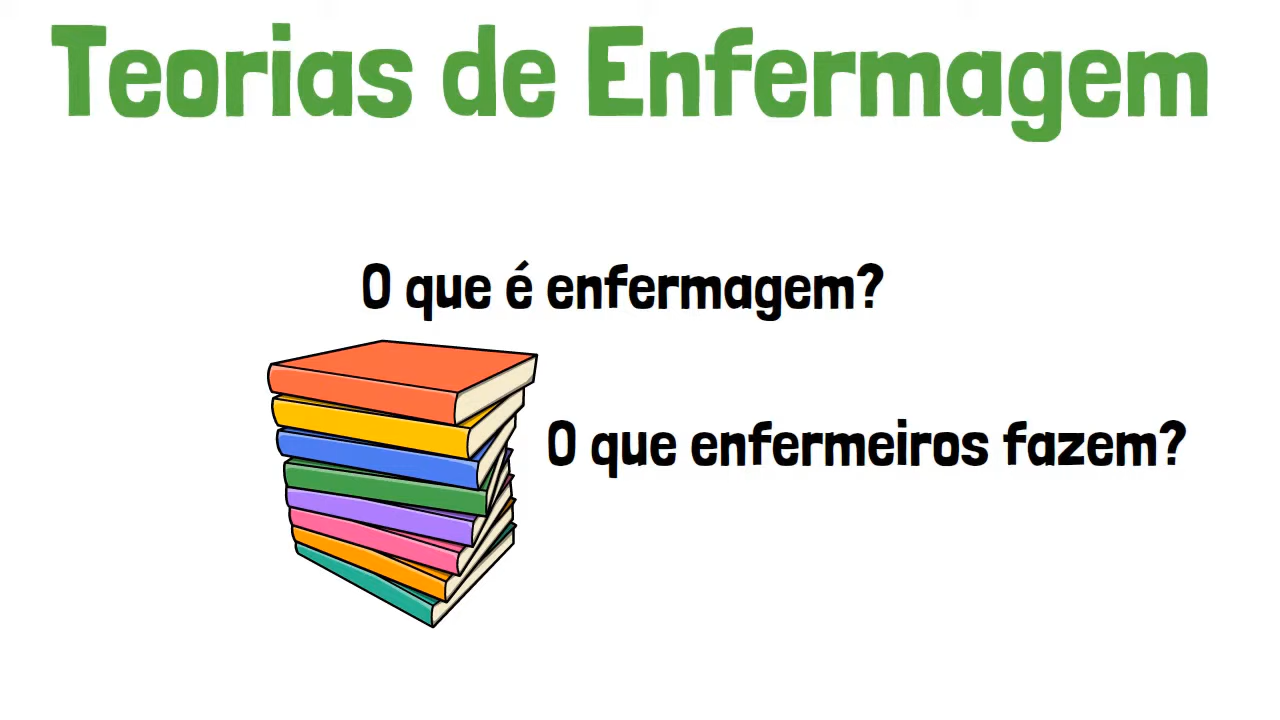 Teorias de Enfermagem
O que é enfermagem?
O que enfermeiros fazem?